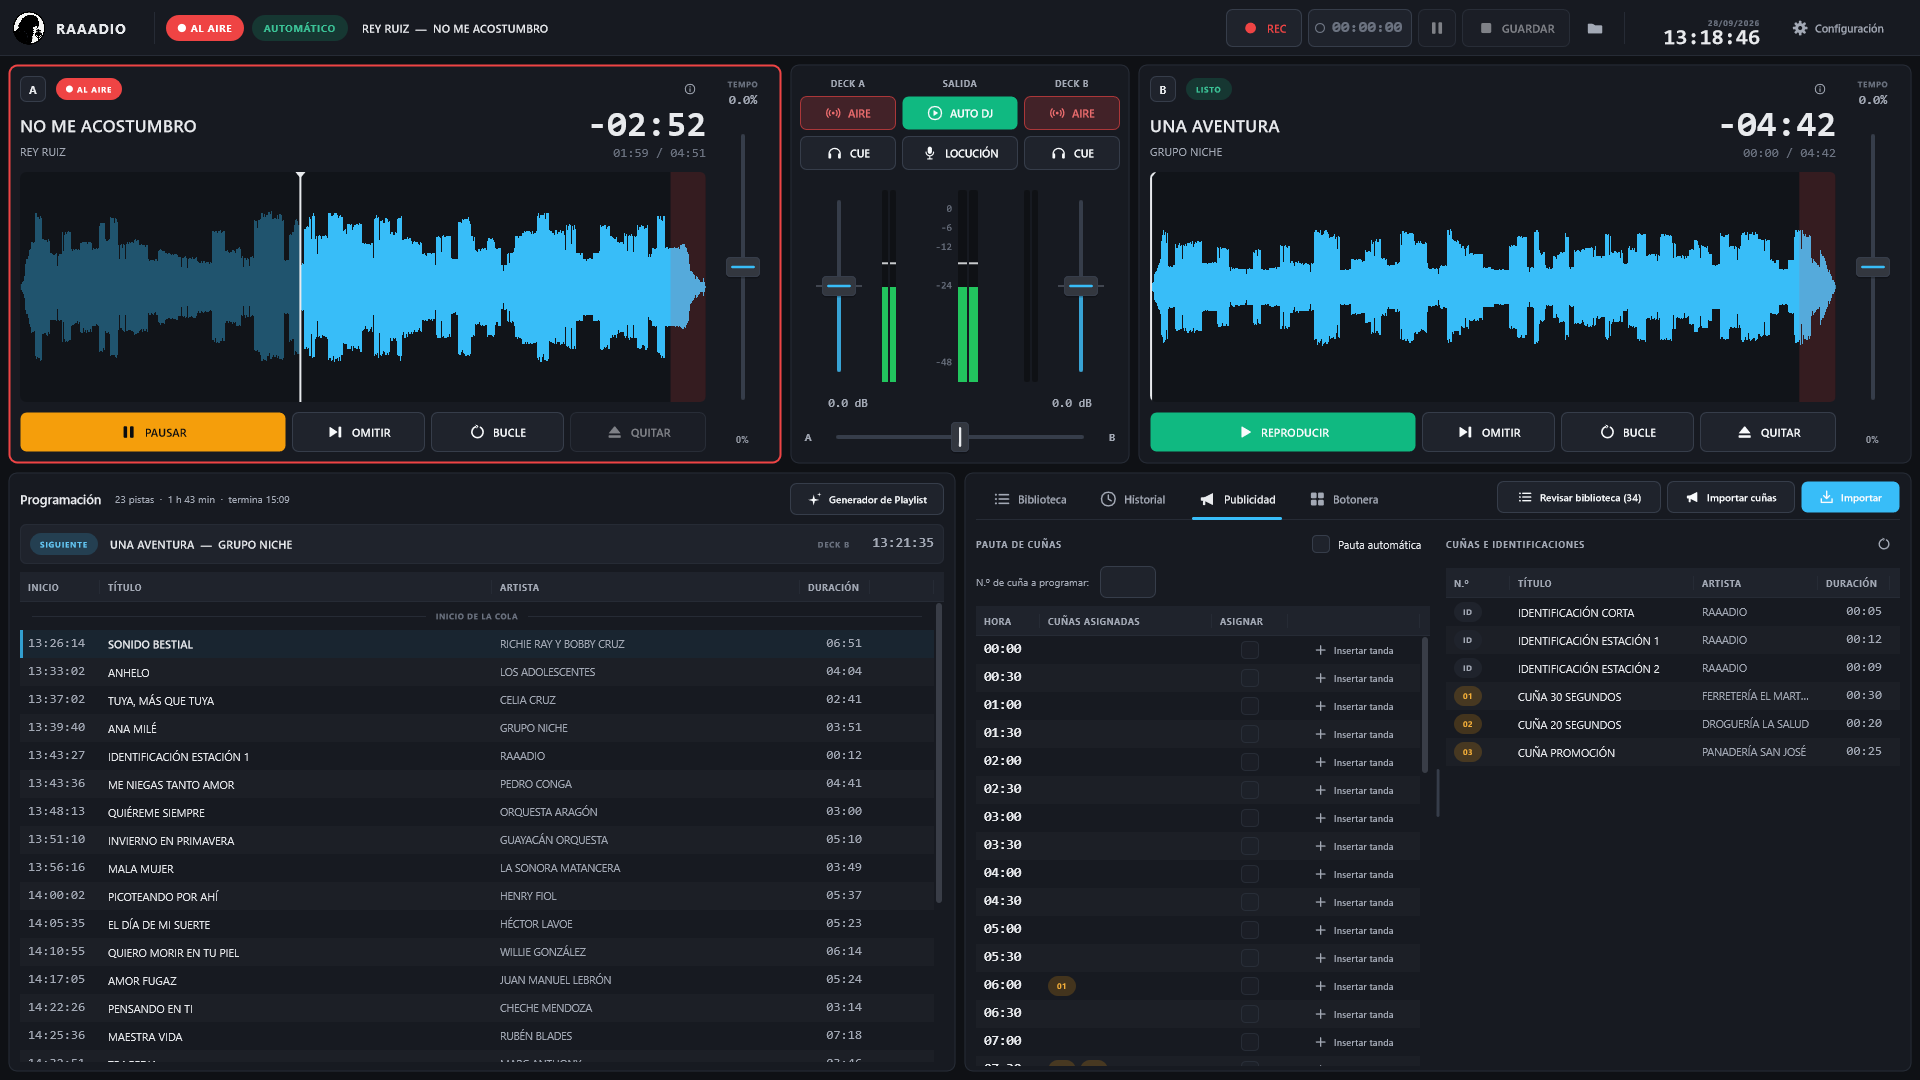 RAAADIO
AL AIRE
AUTOMÁTICO
REY RUIZ — NO ME ACOSTUMBRO
REC
00:00:00
GUARDAR
28/09/2026
13:18:46
Configuración
A
AL AIRE
TEMPO
0.0%
NO ME ACOSTUMBRO
-02:52
REY RUIZ
01:59 / 04:51
PAUSAR
OMITIR
BUCLE
QUITAR
0%
DECK A
SALIDA
DECK B
AIRE
AUTO DJ
AIRE
CUE
LOCUCIÓN
CUE
0
-6
-12
-24
-48
0.0 dB
0.0 dB
A
B
B
LISTO
TEMPO
0.0%
UNA AVENTURA
-04:42
GRUPO NICHE
00:00 / 04:42
REPRODUCIR
OMITIR
BUCLE
QUITAR
0%
Programación
23 pistas · 1 h 43 min · termina 15:09
Generador de Playlist
SIGUIENTE
UNA AVENTURA — GRUPO NICHE
DECK B
13:21:35
INICIO TÍTULO ARTISTA DURACIÓN
INICIO DE LA COLA
13:26:14 SONIDO BESTIAL RICHIE RAY Y BOBBY CRUZ 06:51
13:33:02 ANHELO LOS ADOLESCENTES 04:04
13:37:02 TUYA, MÁS QUE TUYA CELIA CRUZ 02:41
13:39:40 ANA MILÉ GRUPO NICHE 03:51
13:43:27 IDENTIFICACIÓN ESTACIÓN 1 RAAADIO 00:12
13:43:36 ME NIEGAS TANTO AMOR PEDRO CONGA 04:41
13:48:13 QUIÉREME SIEMPRE ORQUESTA ARAGÓN 03:00
13:51:10 INVIERNO EN PRIMAVERA GUAYACÁN ORQUESTA 05:10
13:56:16 MALA MUJER LA SONORA MATANCERA 03:49
14:00:02 PICOTEANDO POR AHÍ HENRY FIOL 05:37
14:05:35 EL DÍA DE MI SUERTE HÉCTOR LAVOE 05:23
14:10:55 QUIERO MORIR EN TU PIEL WILLIE GONZÁLEZ 06:14
14:17:05 AMOR FUGAZ JUAN MANUEL LEBRÓN 05:24
14:22:26 PENSANDO EN TI CHECHE MENDOZA 03:14
14:25:36 MAESTRA VIDA RUBÉN BLADES 07:18
Biblioteca
Historial
Publicidad
Botonera
Revisar biblioteca (34)
Importar cuñas
Importar
PAUTA DE CUÑAS
Pauta automática
N.º de cuña a programar:
HORA CUÑAS ASIGNADAS ASIGNAR
00:00 Insertar tanda
00:30 Insertar tanda
01:00 Insertar tanda
01:30 Insertar tanda
02:00 Insertar tanda
02:30 Insertar tanda
03:00 Insertar tanda
03:30 Insertar tanda
04:00 Insertar tanda
04:30 Insertar tanda
05:00 Insertar tanda
05:30 Insertar tanda
06:00 01 Insertar tanda
06:30 Insertar tanda
07:00 Insertar tanda
CUÑAS E IDENTIFICACIONES
N.º TÍTULO ARTISTA DURACIÓN
ID IDENTIFICACIÓN CORTA RAAADIO 00:05
ID IDENTIFICACIÓN ESTACIÓN 1 RAAADIO 00:12
ID IDENTIFICACIÓN ESTACIÓN 2 RAAADIO 00:09
01 CUÑA 30 SEGUNDOS FERRETERÍA EL MART... 00:30
02 CUÑA 20 SEGUNDOS DROGUERÍA LA SALUD 00:20
03 CUÑA PROMOCIÓN PANADERÍA SAN JOSÉ 00:25